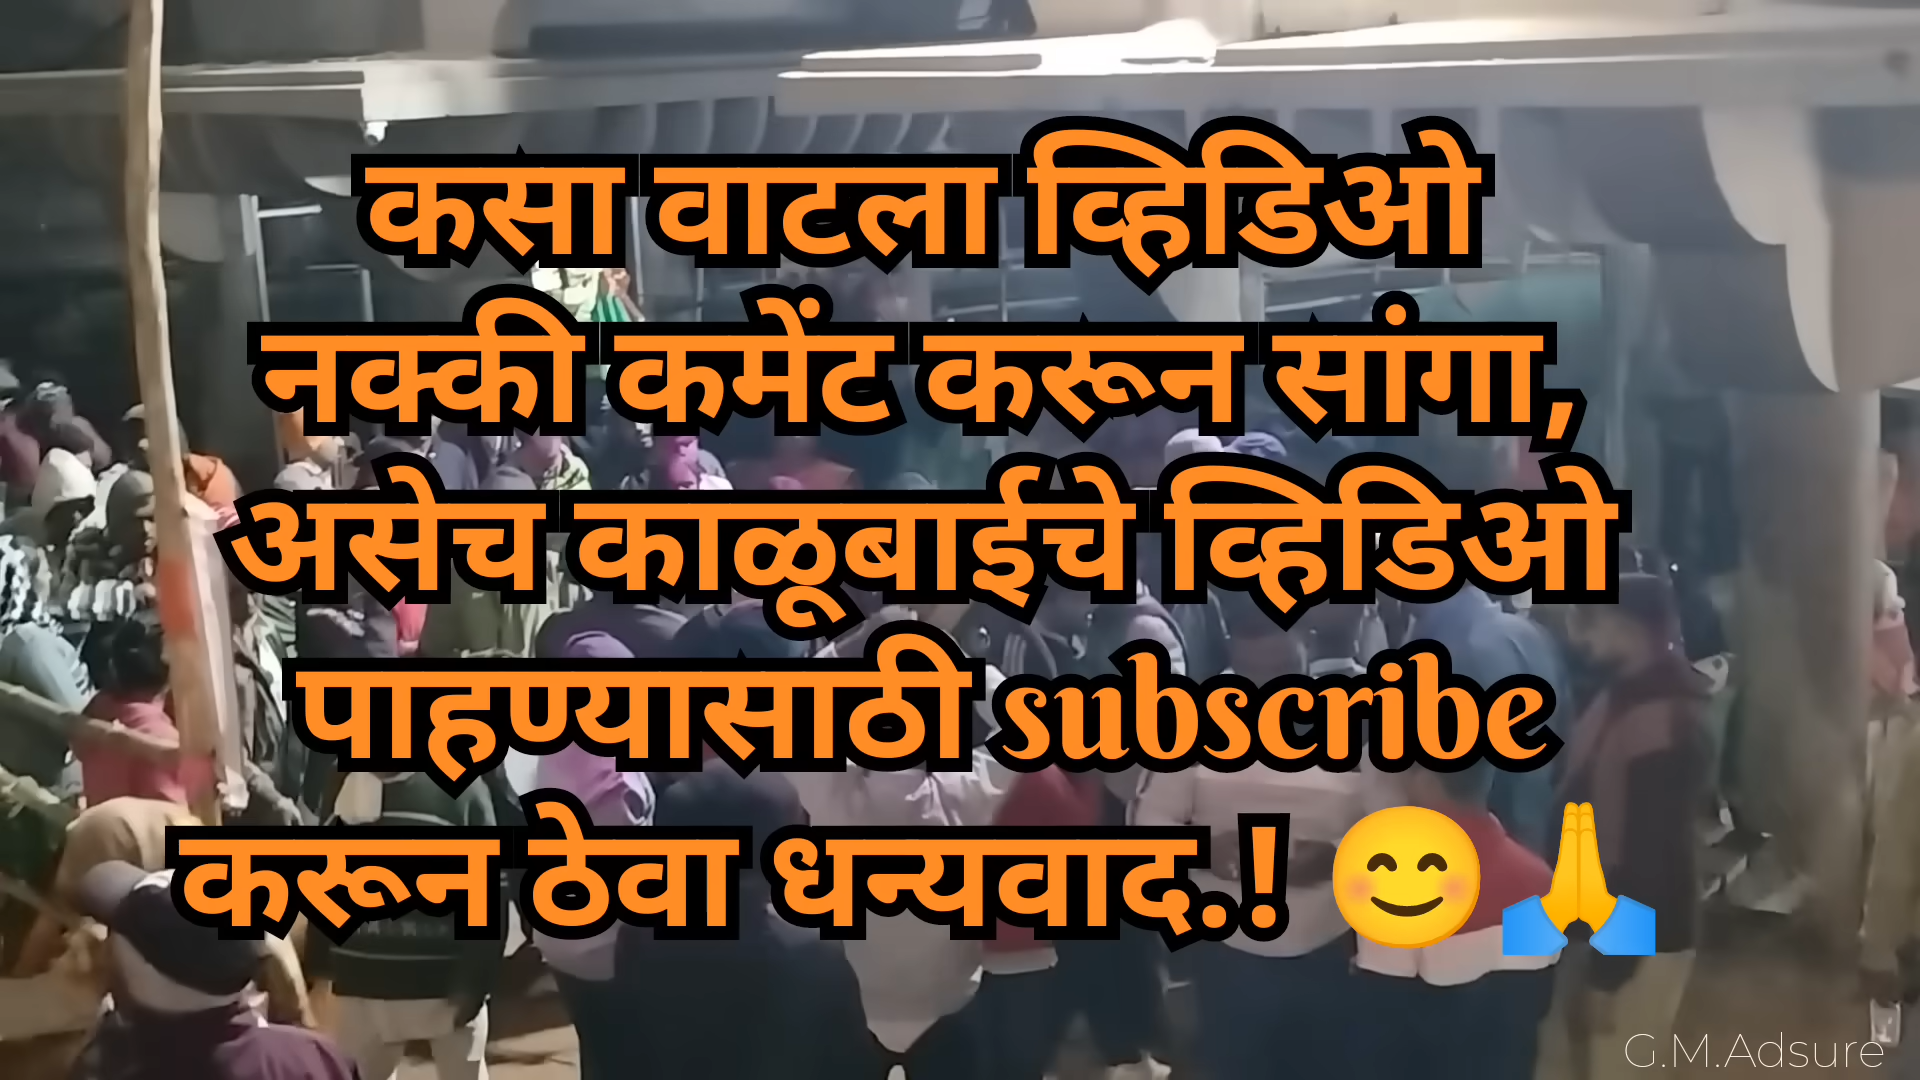 कसा वाटला व्हिडिओ
नक्की कमेंट करून सांगा,
असेच काळूबाईचे व्हिडिओ
पाहण्यासाठी subscribe
करून ठेवा धन्यवाद.! 😊🙏
G.M.Adsure